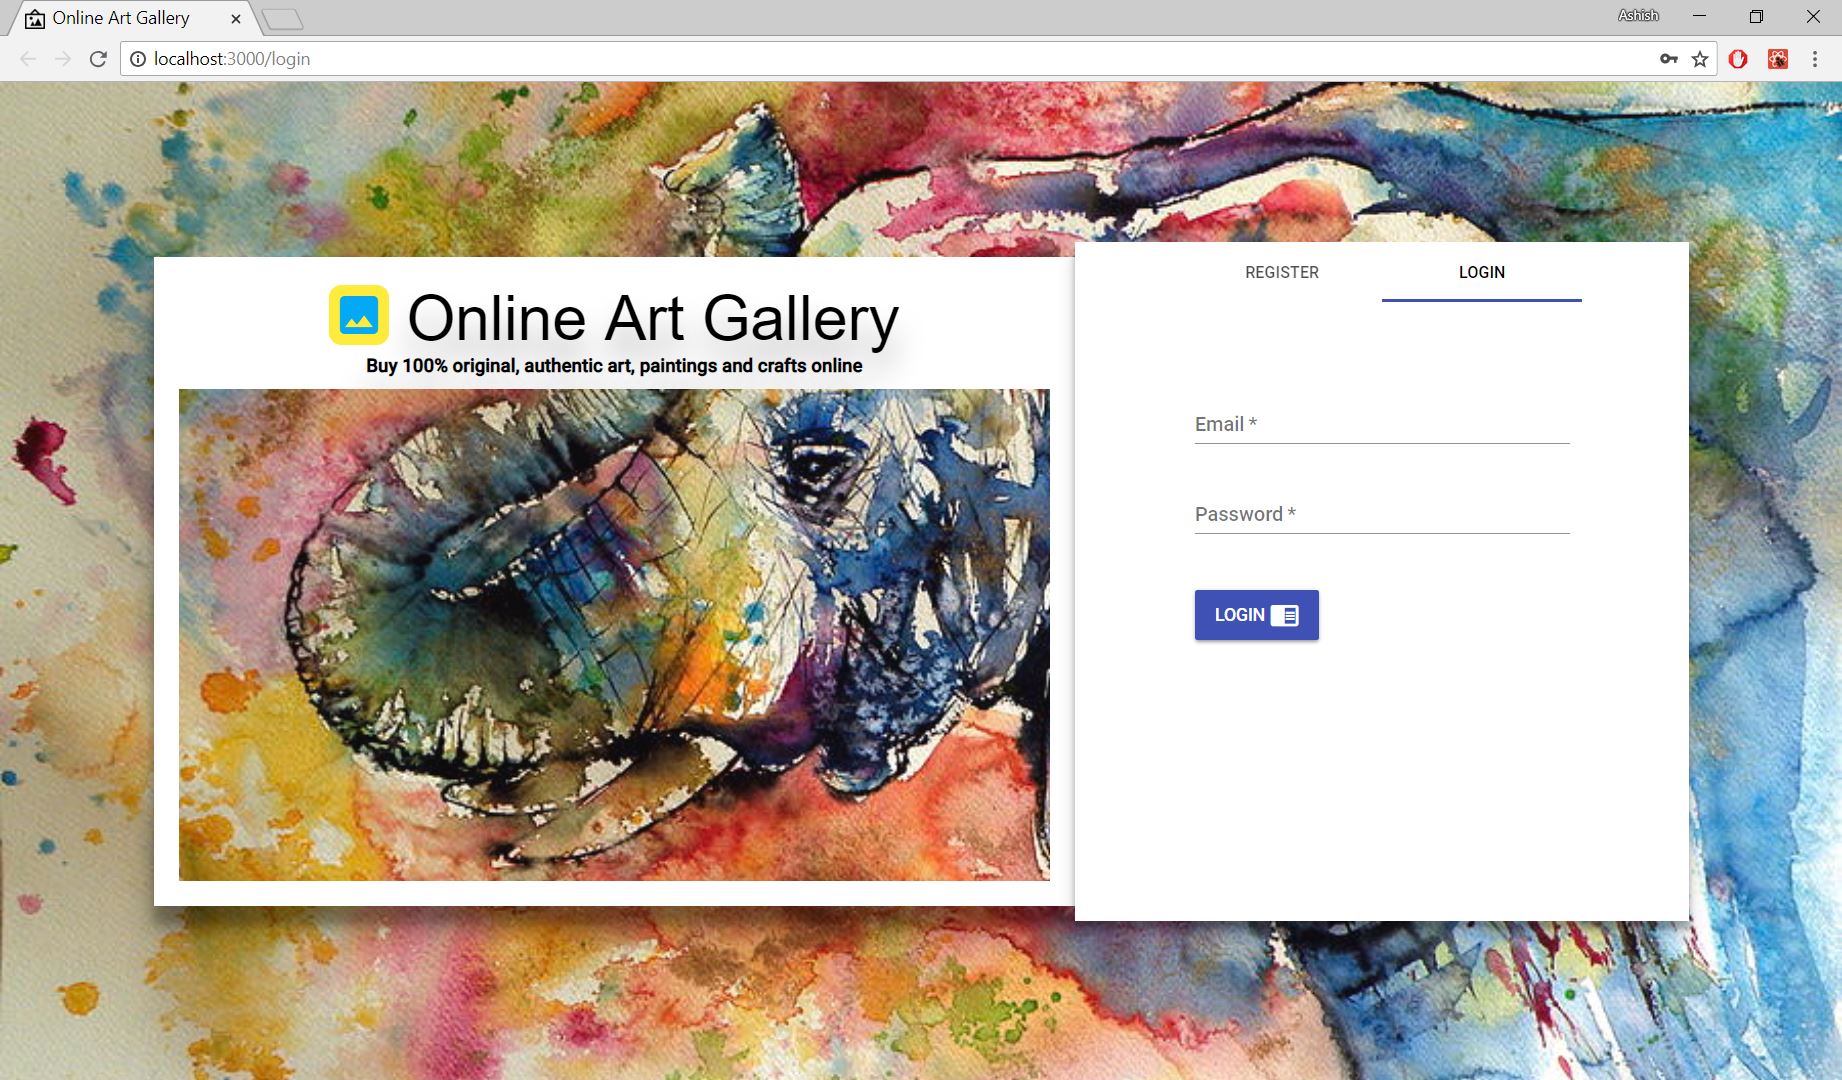 Online Art Gallery
Ashish
localhost:3000/login
Online Art Gallery
Buy 100% original, authentic art, paintings and crafts online
REGISTER
LOGIN
Email *
Password *
LOGIN